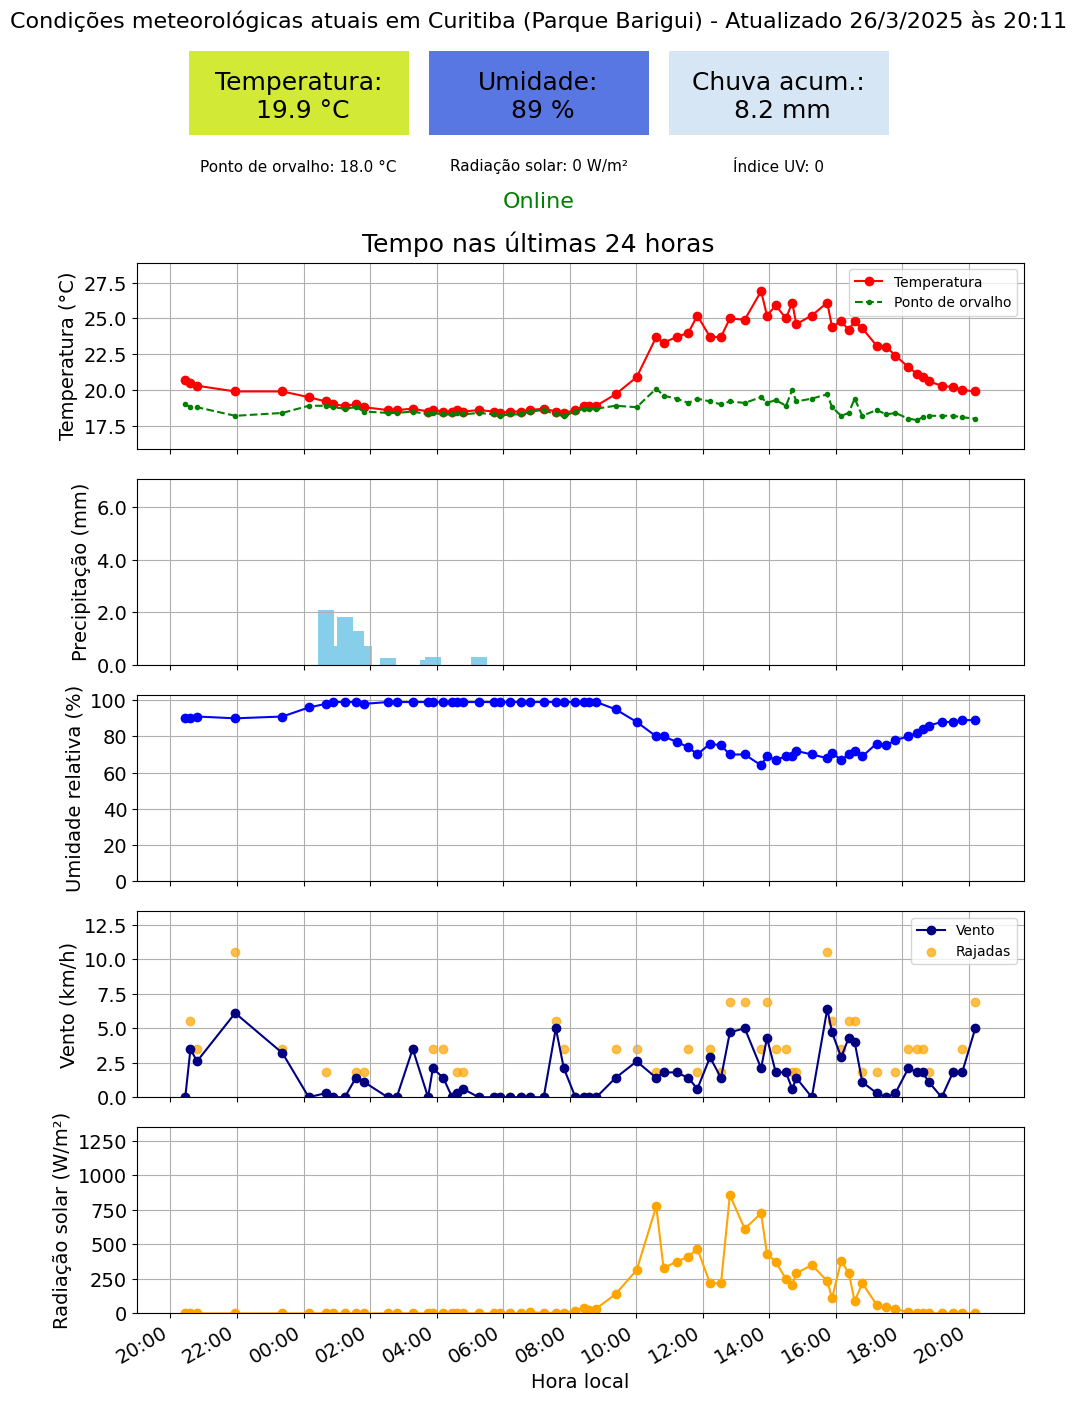 Condições meteorológicas atuais em Curitiba (Parque Barigui) - Atualizado 26/3/2025 às 20:11
Temperatura:
19.9 °C
Umidade:
89 %
Chuva acum.:
8.2 mm
Ponto de orvalho: 18.0 °C
Radiação solar: 0 W/m²
Índice UV: 0
Online
Tempo nas últimas 24 horas
Temperatura (°C)
27.5
25.0
22.5
20.0
17.5
Temperatura
Ponto de orvalho
Precipitação (mm)
6.0
4.0
2.0
0.0
Umidade relativa (%)
100
80
60
40
20
0
Vento (km/h)
12.5
10.0
7.5
5.0
2.5
0.0
Vento
Rajadas
Radiação solar (W/m²)
1250
1000
750
500
250
0
20:00
22:00
00:00
02:00
04:00
06:00
08:00
10:00
12:00
14:00
16:00
18:00
20:00
Hora local